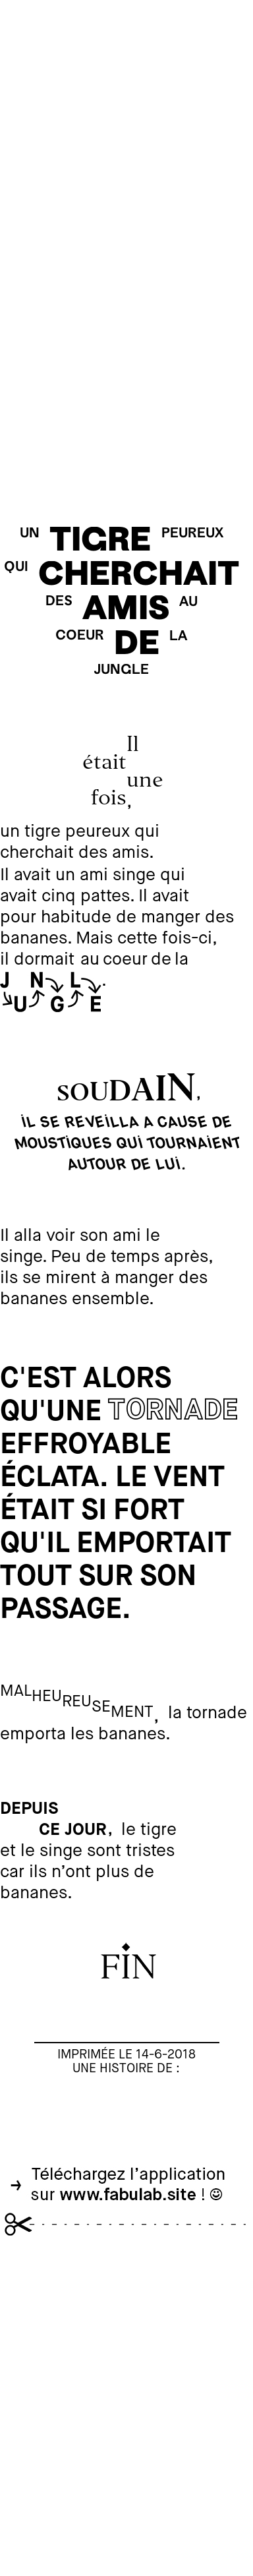 UN TIGRE PEUREUX
QUI CHERCHAIT
DES AMIS AU
COEUR DE LA
JUNGLE
Il
était
une
fois,
un tigre peureux qui
cherchait des amis.
Il avait un ami singe qui
avait cinq pattes. Il avait
pour habitude de manger des
bananes. Mais cette fois-ci,
il dormait au coeur de la
JUNGLE.
SOUDAIN,
iL SE REVEiLLA A CAUSE DE
MOUSTiQUES QUi TOURNAiENT
AUTOUR DE LUi.
Il alla voir son ami le
singe. Peu de temps après,
ils se mirent à manger des
bananes ensemble.
C'EST ALORS
QU'UNE TORNADE
EFFROYABLE
ÉCLATA. LE VENT
ÉTAIT SI FORT
QU'IL EMPORTAIT
TOUT SUR SON
PASSAGE.
MALHEUREUSEMENT, la tornade
emporta les bananes.
DEPUIS
CE JOUR, le tigre
et le singe sont tristes
car ils n’ont plus de
bananes.
FIN
IMPRIMÉE LE 14-6-2018
UNE HISTOIRE DE :
→ Téléchargez l’application
sur www.fabulab.site ! ☺